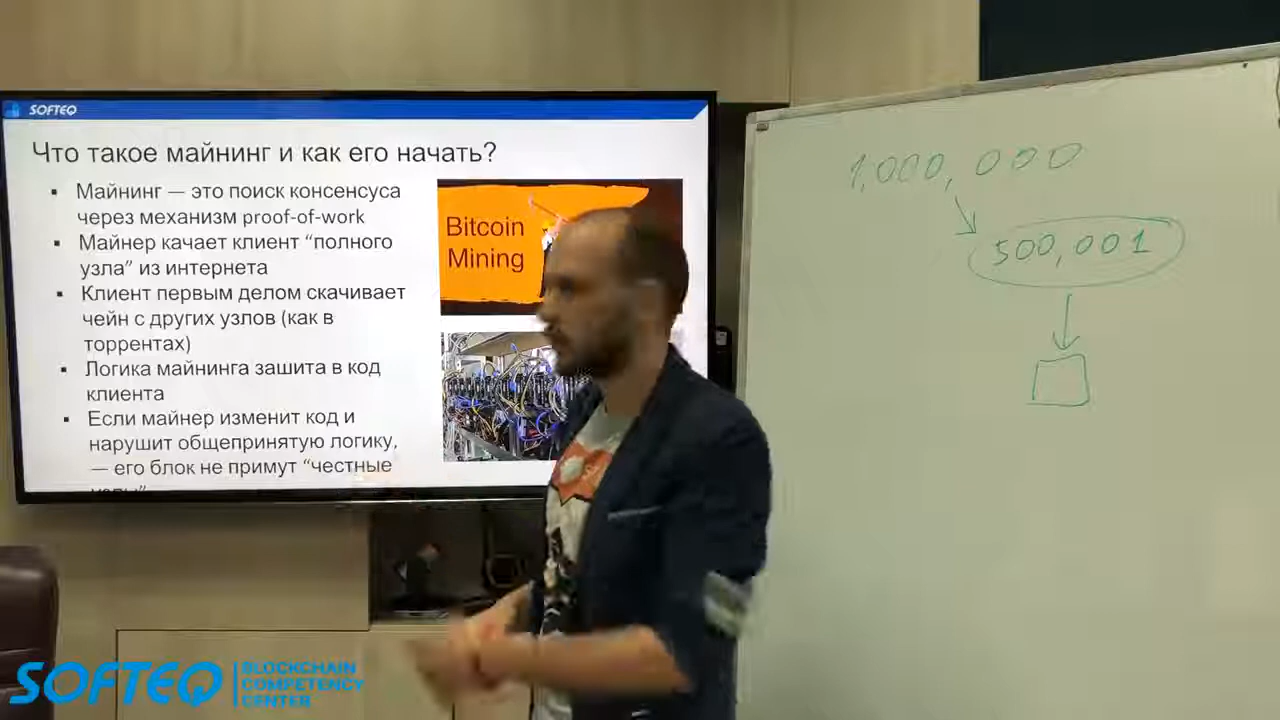 SOFTEQ
Что такое майнинг и как его начать?
▪ Майнинг — это поиск консенсуса
через механизм proof-of-work
▪ Майнер качает клиент “полного
узла” из интернета
▪ Клиент первым делом скачивает
чейн с других узлов (как в
торрентах)
▪ Логика майнинга зашита в код
клиента
▪ Если майнер изменит код и
нарушит общепринятую логику,
— его блок не примут “честные
узлы”
Bitcoin
Mining
1,000,000
500,001
SOFTEQ
BLOCKCHAIN
COMPETENCY
CENTER